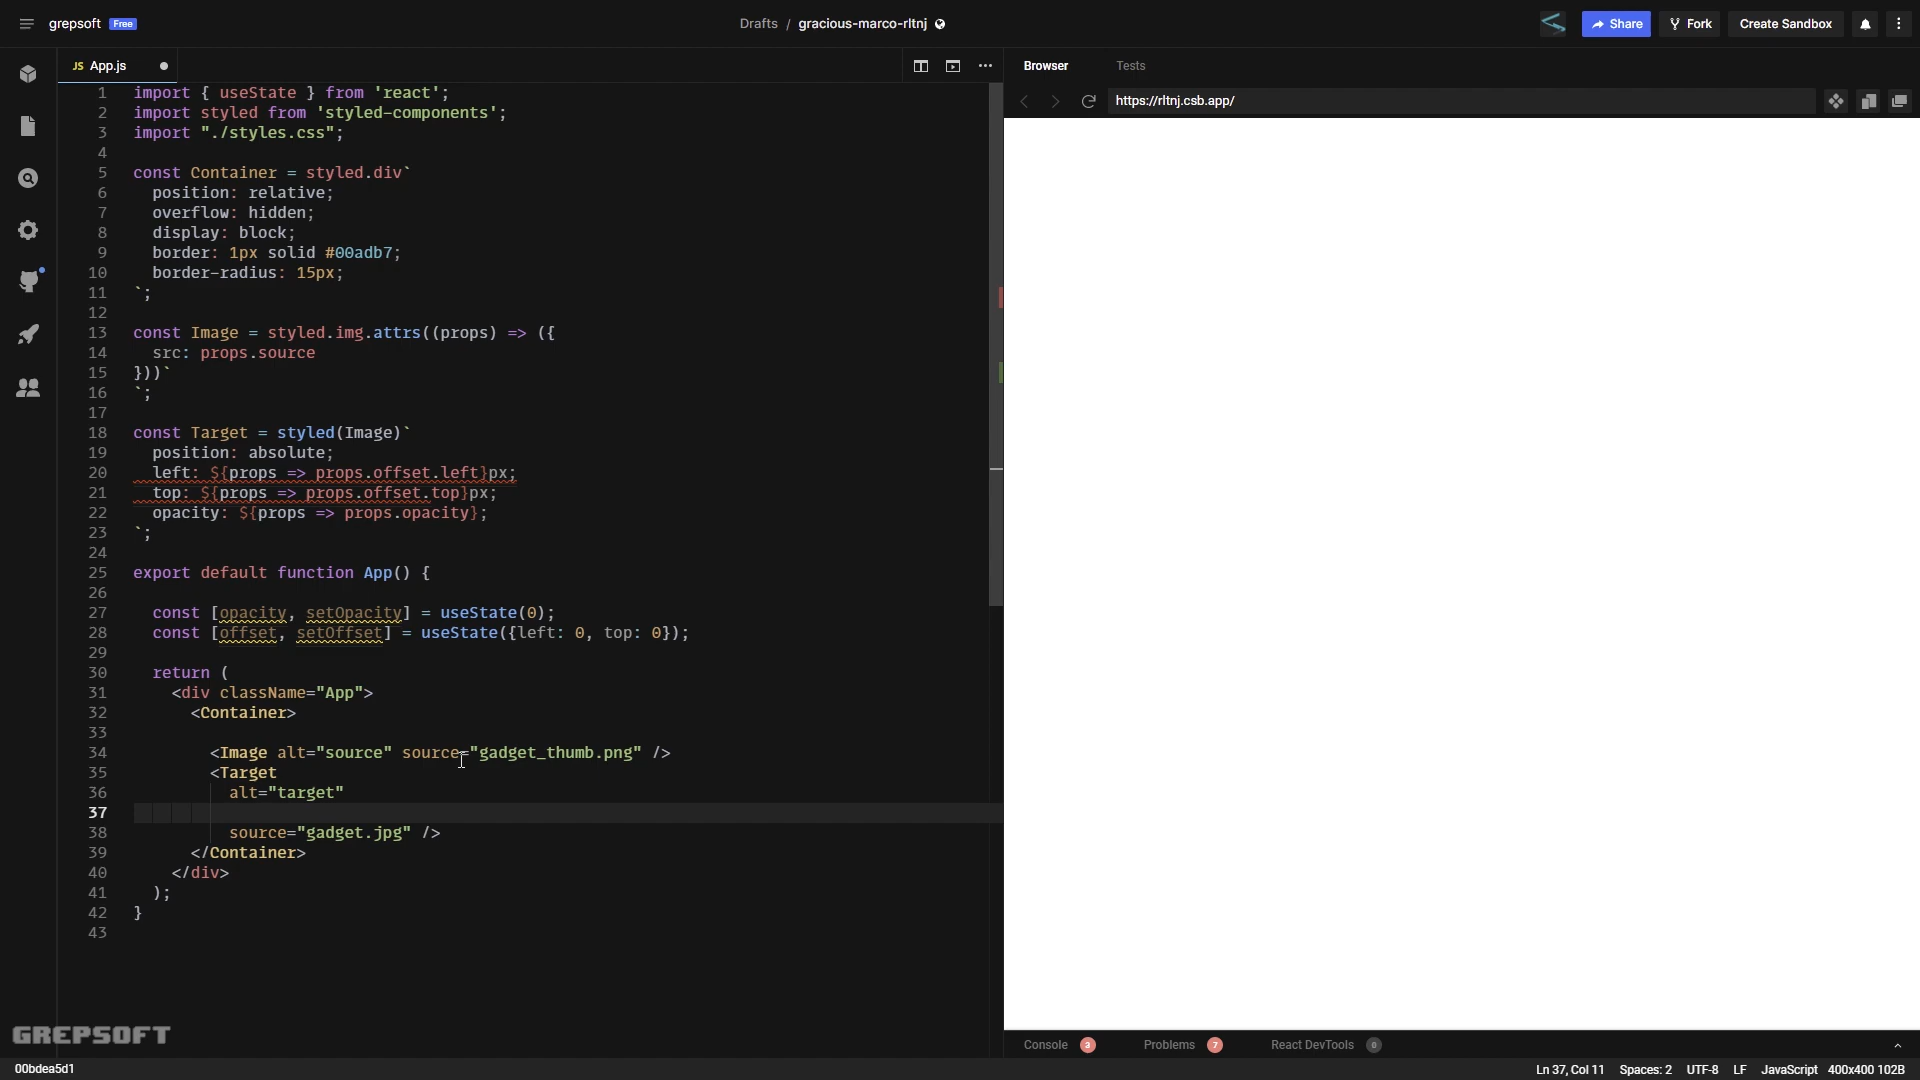 grepsoft Free
Drafts / gracious-marco-rltnj
Share
Fork
Create Sandbox
JS App.js
Browser
Tests
https://rltnj.csb.app/
1 import { useState } from 'react';
2 import styled from 'styled-components';
3 import "./styles.css";
4
5 const Container = styled.div`
6 position: relative;
7 overflow: hidden;
8 display: block;
9 border: 1px solid #00adb7;
10 border-radius: 15px;
11 `;
12
13 const Image = styled.img.attrs((props) => ({
14 src: props.source
15 }))`
16 `;
17
18 const Target = styled(Image)`
19 position: absolute;
20 left: ${props => props.offset.left}px;
21 top: ${props => props.offset.top}px;
22 opacity: ${props => props.opacity};
23 `;
24
25 export default function App() {
26
27 const [opacity, setOpacity] = useState(0);
28 const [offset, setOffset] = useState({left: 0, top: 0});
29
30 return (
31 <div className="App">
32 <Container>
33
34 <Image alt="source" source="gadget_thumb.png" />
35 <Target
36 alt="target"
37
38 source="gadget.jpg" />
39 </Container>
40 </div>
41 );
42 }
43
GREPSOFT
Console 3
Problems 7
React DevTools 0
00bdea5d1
Ln 37, Col 11 Spaces: 2 UTF-8 LF JavaScript 400x400 102B